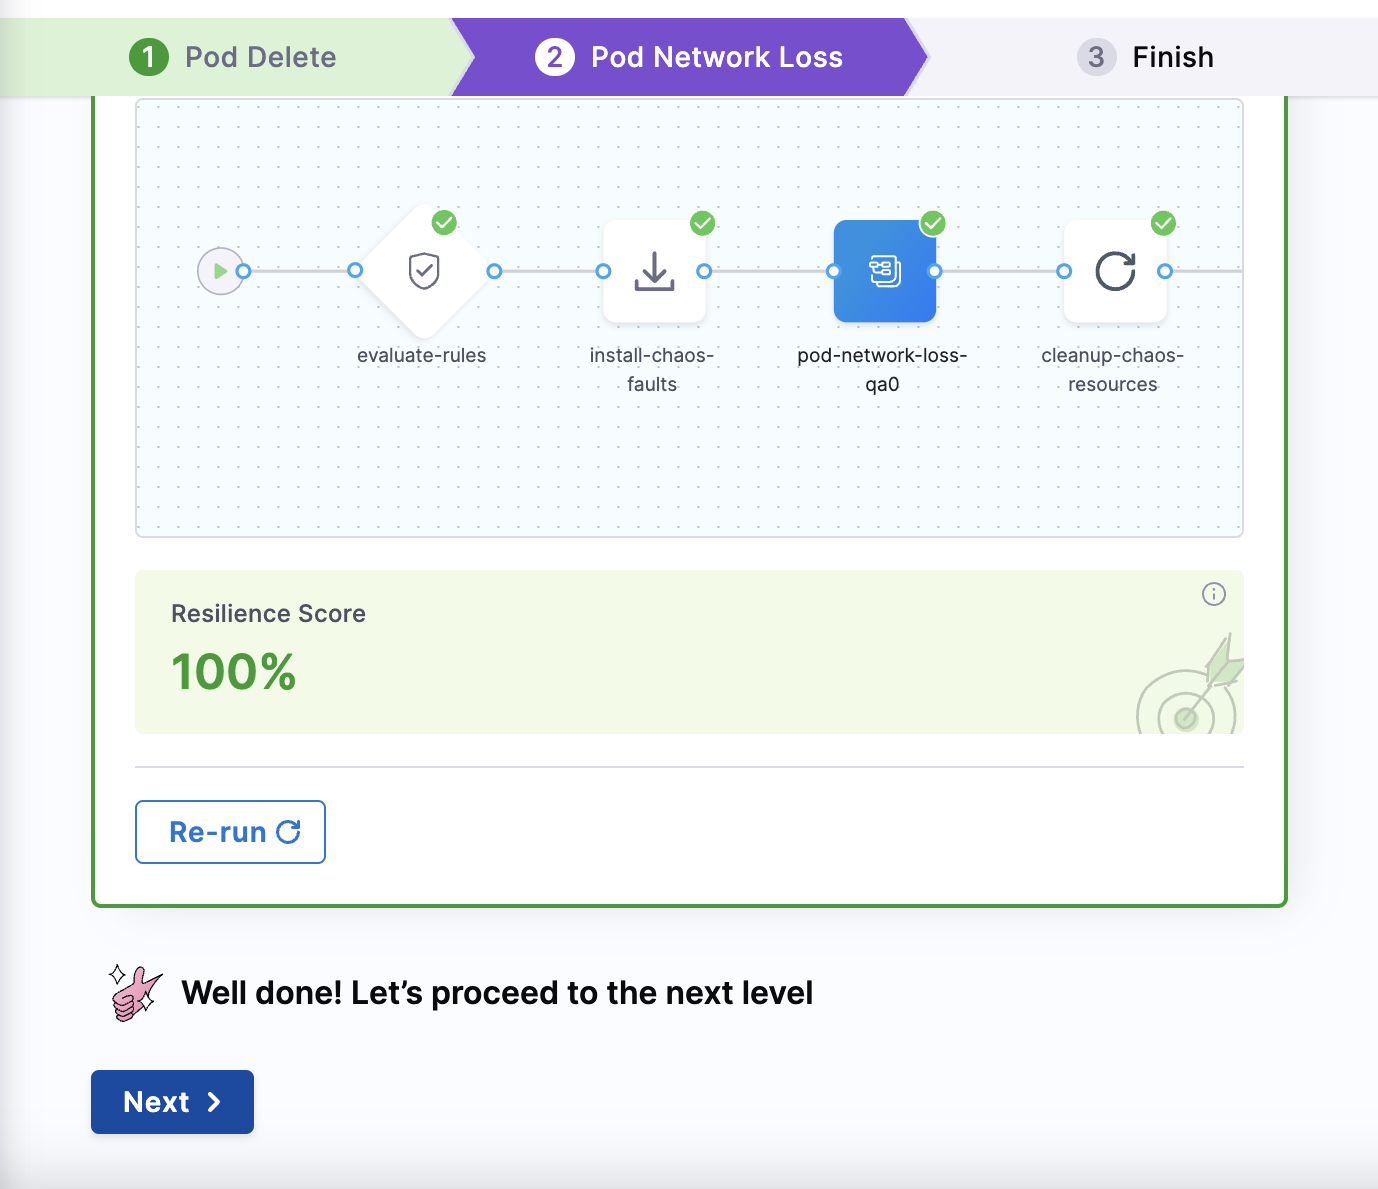 1 Pod Delete
2 Pod Network Loss
3 Finish
evaluate-rules
install-chaos-
faults
pod-network-loss-
qa0
cleanup-chaos-
resources
Resilience Score
100%
Re-run
Well done! Let’s proceed to the next level
Next